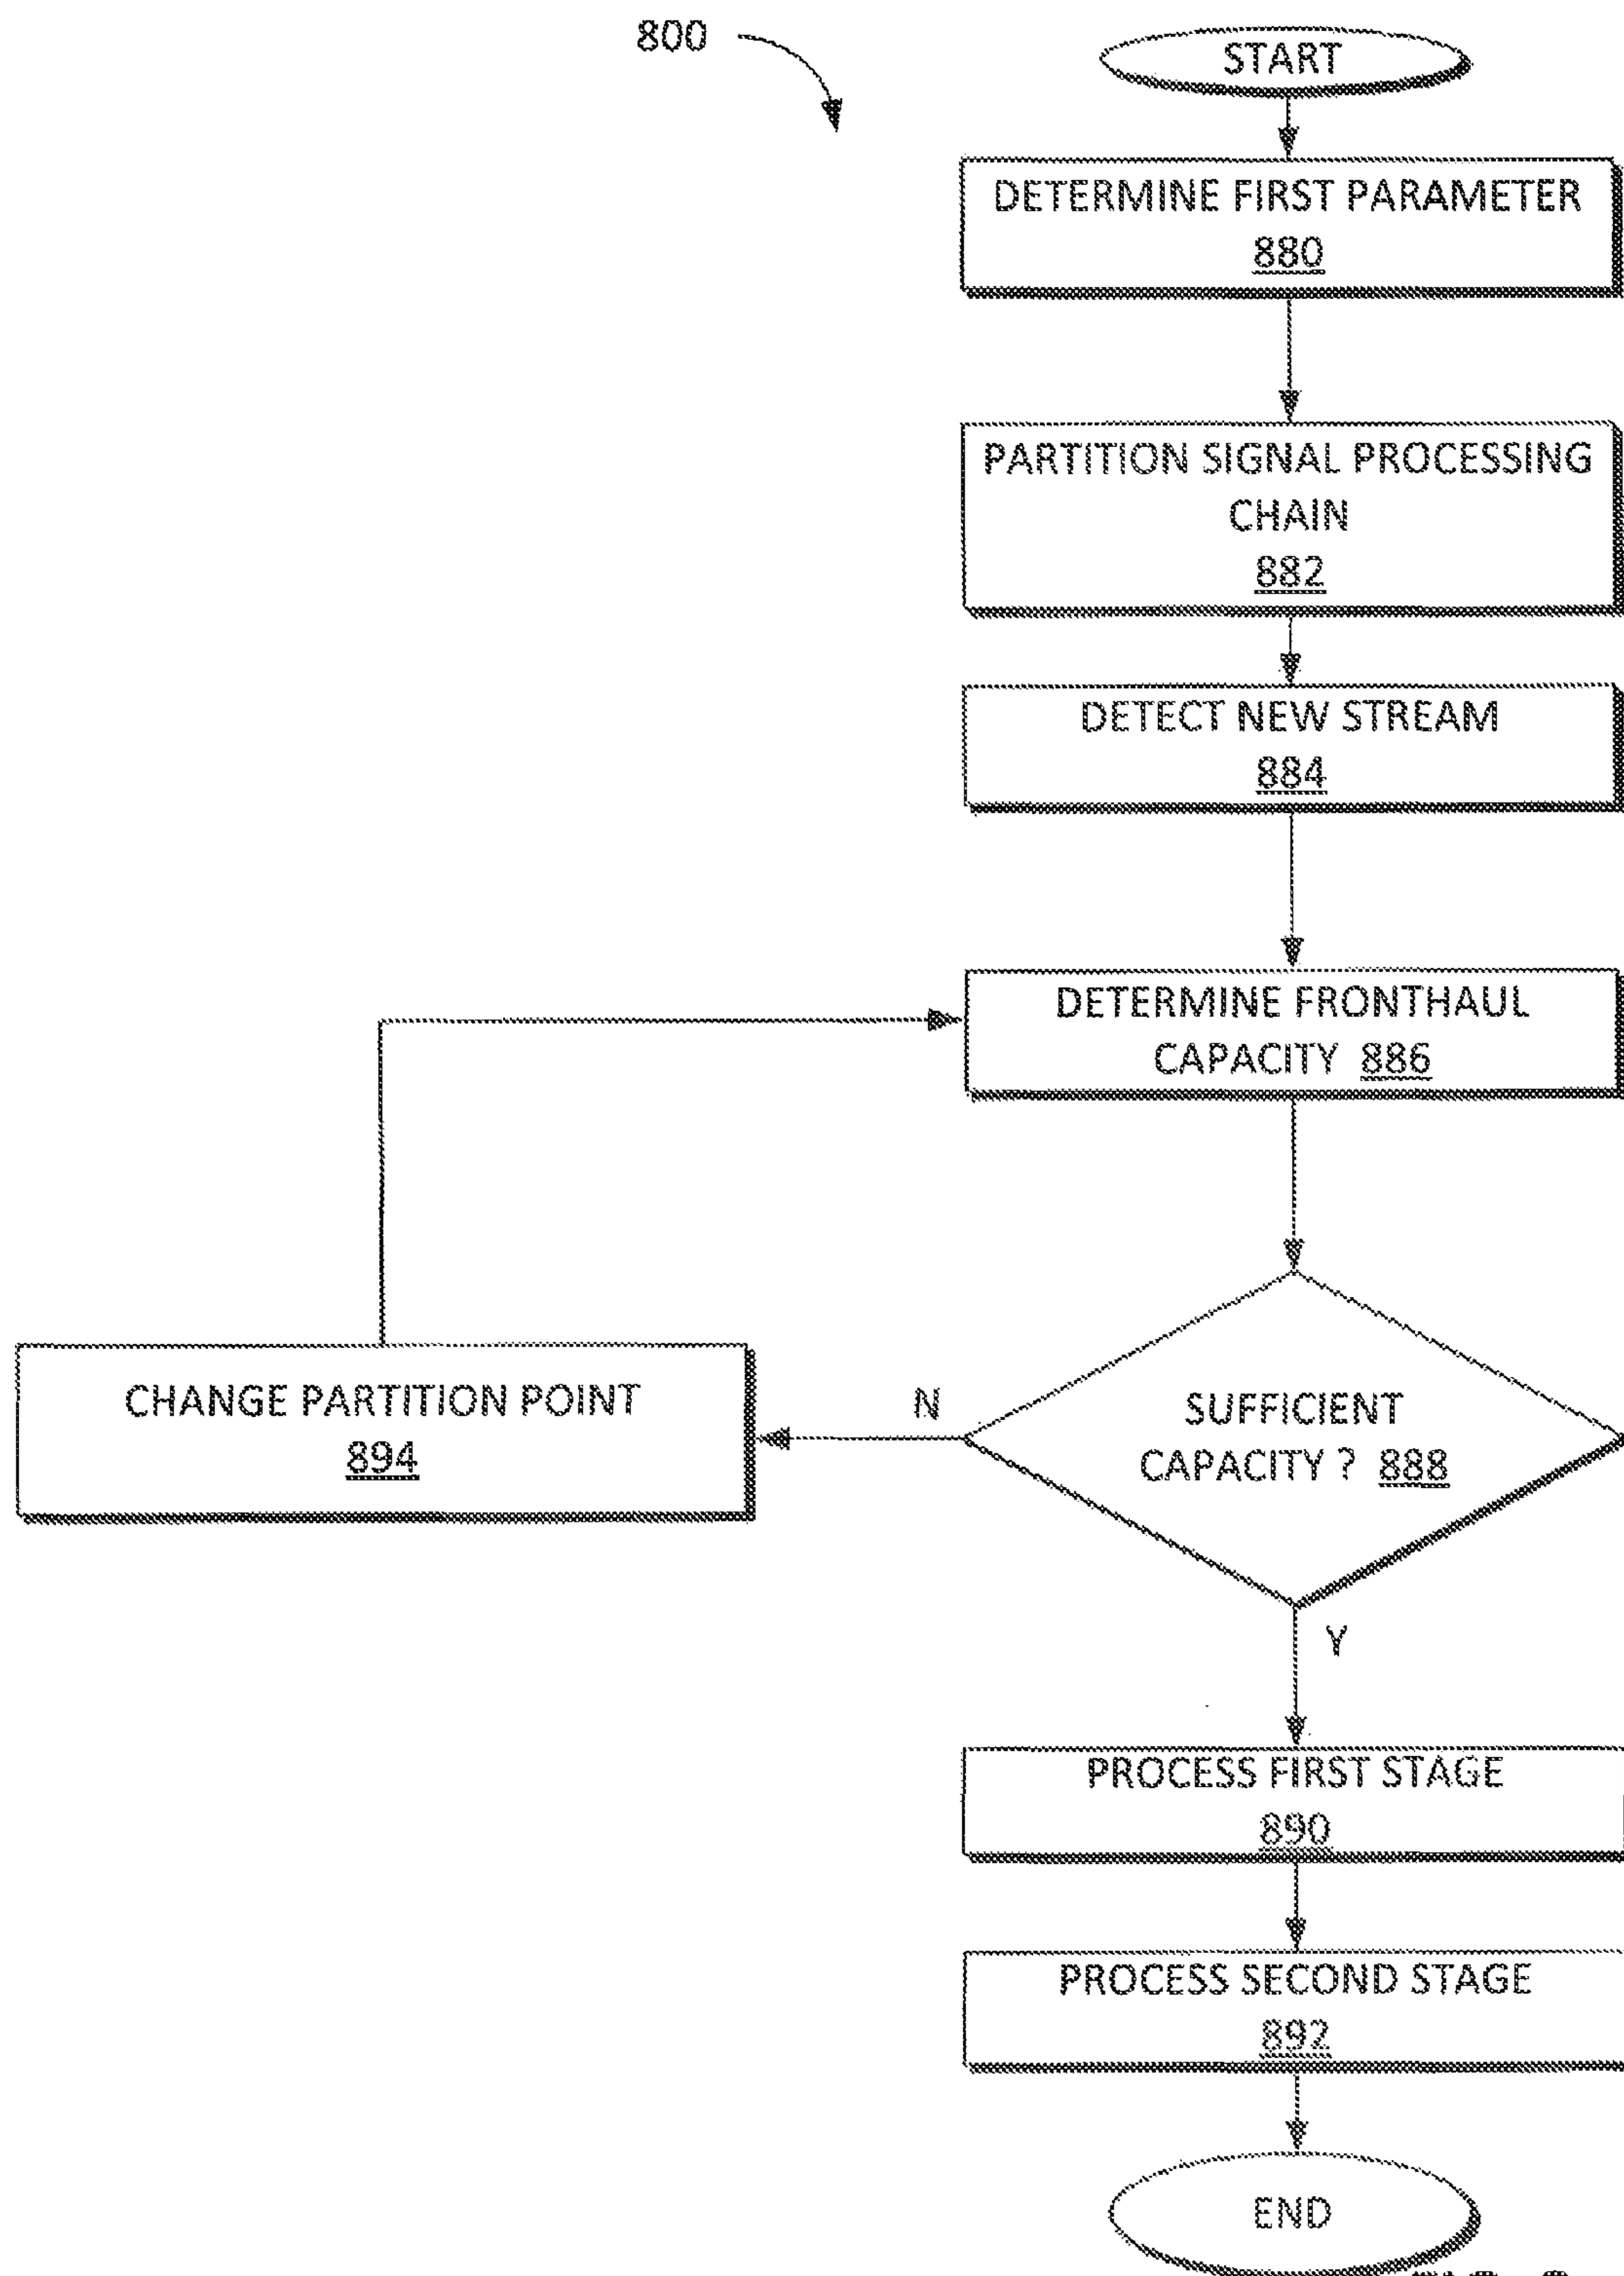 800
START
DETERMINE FIRST PARAMETER
880
PARTITION SIGNAL PROCESSING
CHAIN
882
DETECT NEW STREAM
884
DETERMINE FRONTHAUL
CAPACITY 886
CHANGE PARTITION POINT
894
N
SUFFICIENT
CAPACITY ? 888
Y
PROCESS FIRST STAGE
890
PROCESS SECOND STAGE
892
END